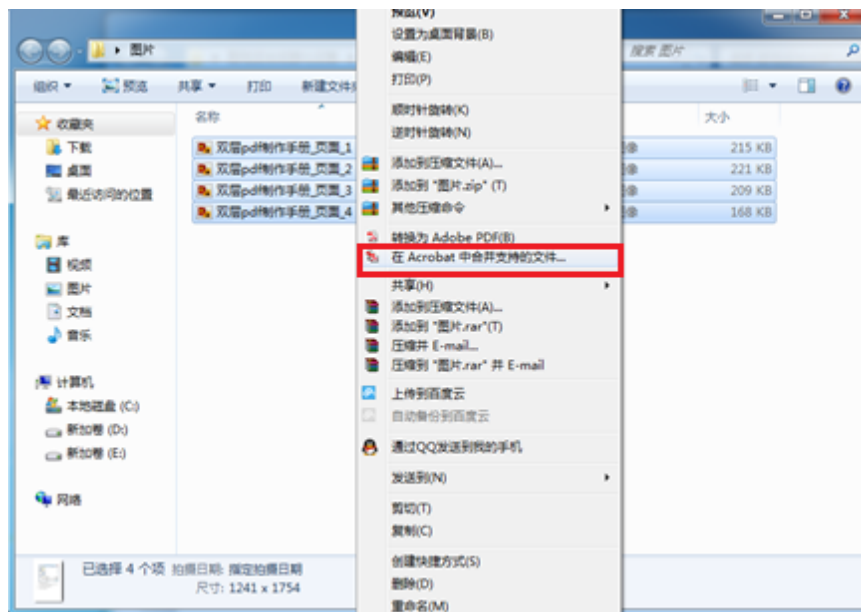 图片
搜索 图片
组织
预览
共享
打印
新建文件
收藏夹
下载
桌面
最近访问的位置
库
视频
图片
文档
音乐
计算机
本地磁盘 (C:)
新加卷 (D:)
新加卷 (E:)
网络
名称
大小
双层pdf制作手册_页面_1
215 KB
双层pdf制作手册_页面_2
221 KB
双层pdf制作手册_页面_3
209 KB
双层pdf制作手册_页面_4
168 KB
预览(V)
设置为桌面背景(B)
编辑(E)
打印(P)
顺时针旋转(K)
逆时针旋转(N)
添加到压缩文件(A)...
添加到 "图片.zip" (T)
其他压缩命令
转换为 Adobe PDF(B)
在 Acrobat 中合并支持的文件...
共享(H)
添加到压缩文件(A)...
添加到 "图片.rar"(T)
压缩并 E-mail...
压缩到 "图片.rar" 并 E-mail
上传到百度云
自动备份到百度云
通过QQ发送到我的手机
发送到(N)
剪切(T)
复制(C)
创建快捷方式(S)
删除(D)
重命名(M)
已选择 4 个项 拍摄日期: 指定拍摄日期
尺寸: 1241 x 1754